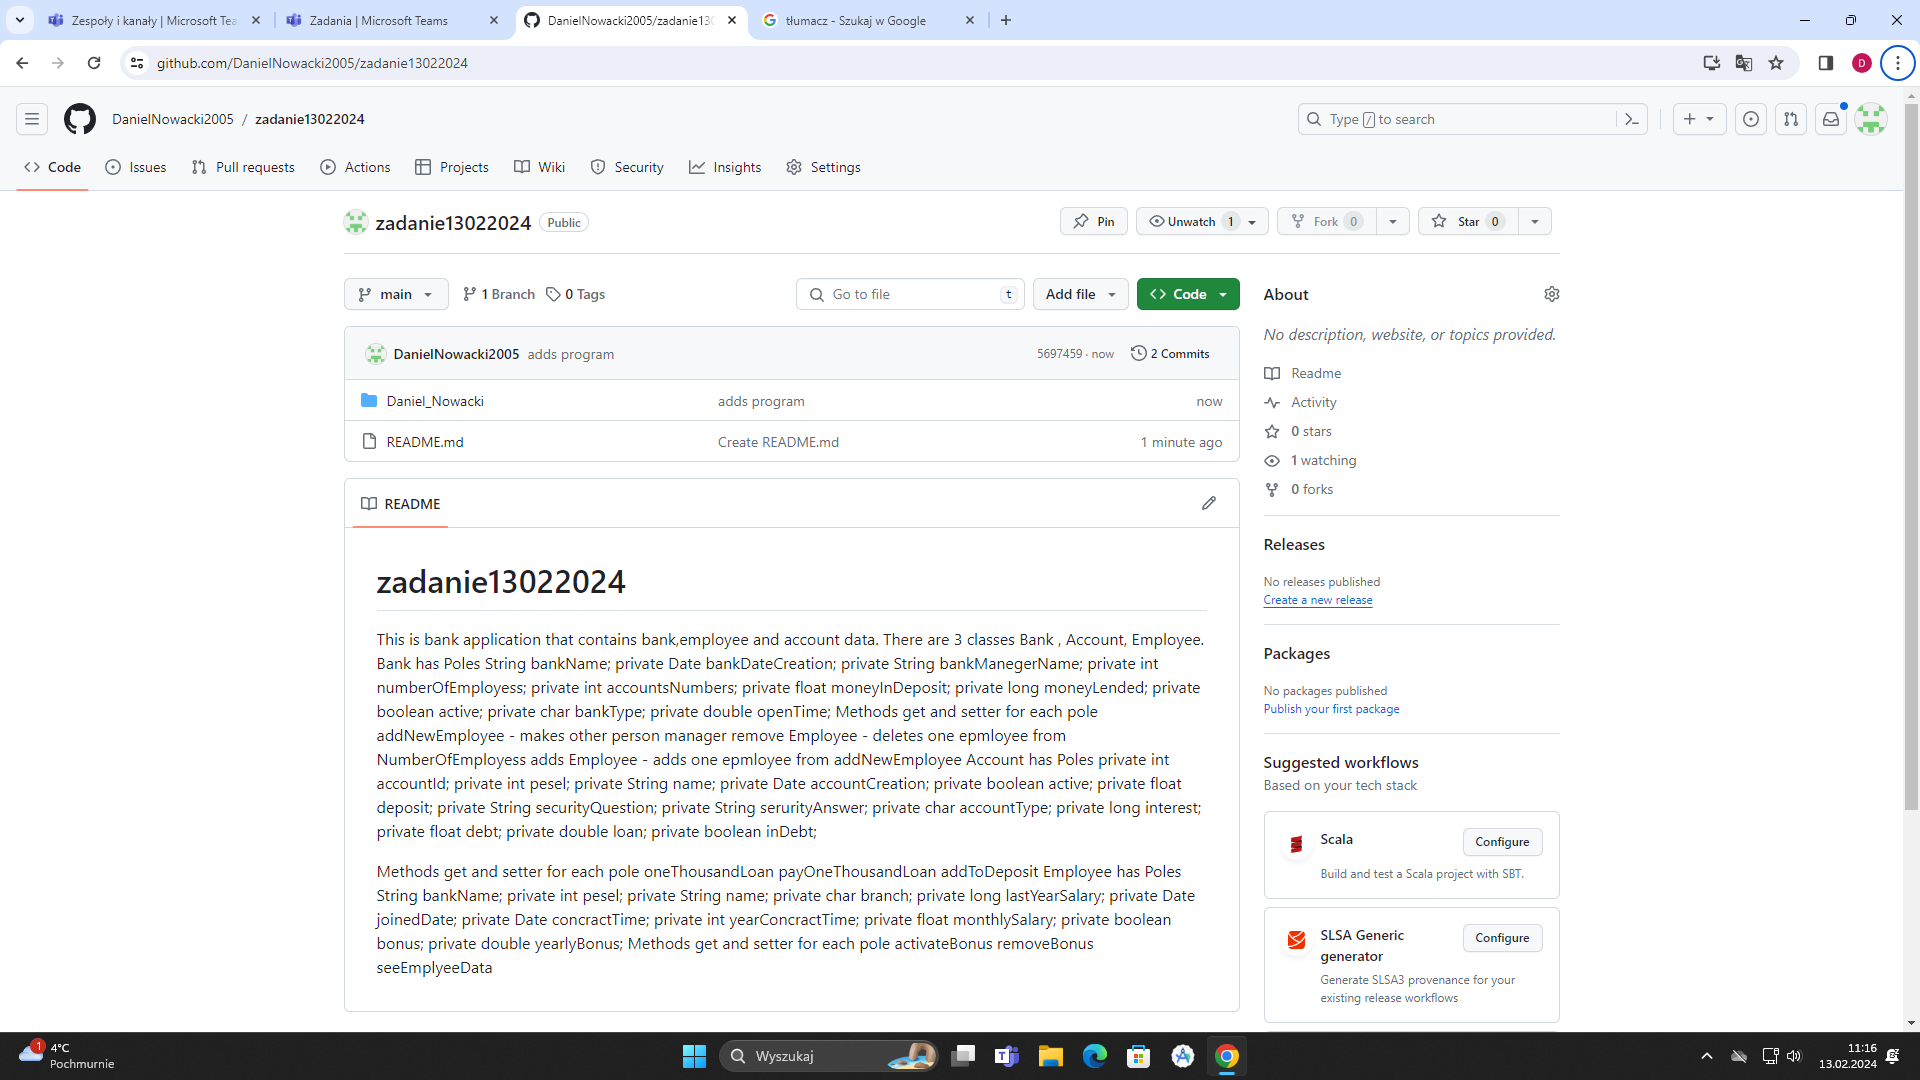 Zespoły i kanały | Microsoft Tea
Zadania | Microsoft Teams
DanielNowacki2005/zadanie130
tłumacz - Szukaj w Google
github.com/DanielNowacki2005/zadanie13022024
D
DanielNowacki2005 / zadanie13022024
Type / to search
Code
Issues
Pull requests
Actions
Projects
Wiki
Security
Insights
Settings
zadanie13022024 Public
Pin
Unwatch 1
Fork 0
Star 0
main
1 Branch
0 Tags
Go to file t
Add file
Code
DanielNowacki2005 adds program
5697459 · now
2 Commits
Daniel_Nowacki adds program now
README.md Create README.md 1 minute ago
README
zadanie13022024
This is bank application that contains bank,employee and account data. There are 3 classes Bank , Account, Employee.
Bank has Poles String bankName; private Date bankDateCreation; private String bankManegerName; private int
numberOfEmployess; private int accountsNumbers; private float moneyInDeposit; private long moneyLended; private
boolean active; private char bankType; private double openTime; Methods get and setter for each pole
addNewEmployee - makes other person manager remove Employee - deletes one epmloyee from
NumberOfEmployess adds Employee - adds one epmloyee from addNewEmployee Account has Poles private int
accountId; private int pesel; private String name; private Date accountCreation; private boolean active; private float
deposit; private String securityQuestion; private String serurityAnswer; private char accountType; private long interest;
private float debt; private double loan; private boolean inDebt;
Methods get and setter for each pole oneThousandLoan payOneThousandLoan addToDeposit Employee has Poles
String bankName; private int pesel; private String name; private char branch; private long lastYearSalary; private Date
joinedDate; private Date concractTime; private int yearConcractTime; private float monthlySalary; private boolean
bonus; private double yearlyBonus; Methods get and setter for each pole activateBonus removeBonus
seeEmplyeeData
About
No description, website, or topics provided.
Readme
Activity
0 stars
1 watching
0 forks
Releases
No releases published
Create a new release
Packages
No packages published
Publish your first package
Suggested workflows
Based on your tech stack
Scala
Configure
Build and test a Scala project with SBT.
SLSA Generic
generator
Configure
Generate SLSA3 provenance for your
existing release workflows
1
4°C
Pochmurnie
Wyszukaj
11:16
13.02.2024